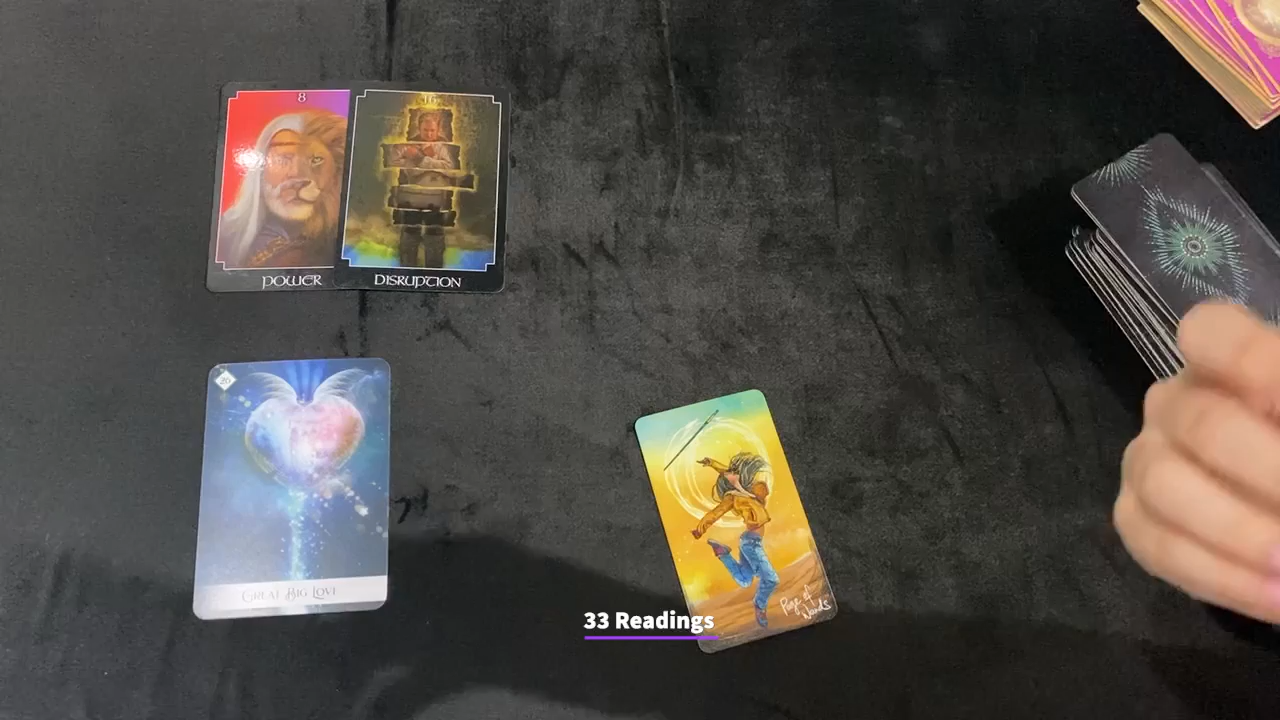 8
16
POWER
DISRUPTION
20
GREAT BIG LOVE
Page of
Wands
33 Readings